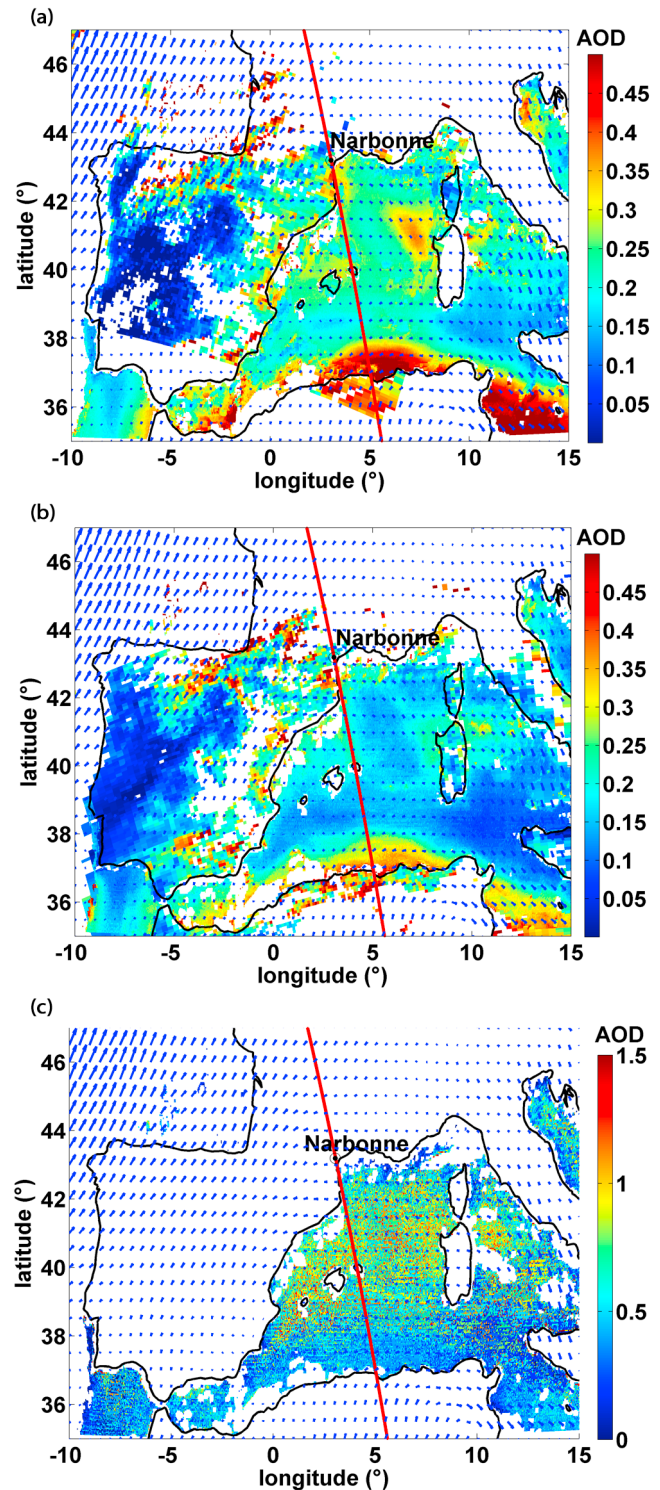 (a)
AOD
46
44
42
40
38
36
latitude (°)
Narbonne
0.45
0.4
0.35
0.3
0.25
0.2
0.15
0.1
0.05
-10 -5 0 5 10 15
longitude (°)
(b)
AOD
46
44
42
40
38
36
latitude (°)
Narbonne
0.45
0.4
0.35
0.3
0.25
0.2
0.15
0.1
0.05
-10 -5 0 5 10 15
longitude (°)
(c)
AOD
46
44
42
40
38
36
latitude (°)
Narbonne
1.5
1
0.5
0
-10 -5 0 5 10 15
longitude (°)